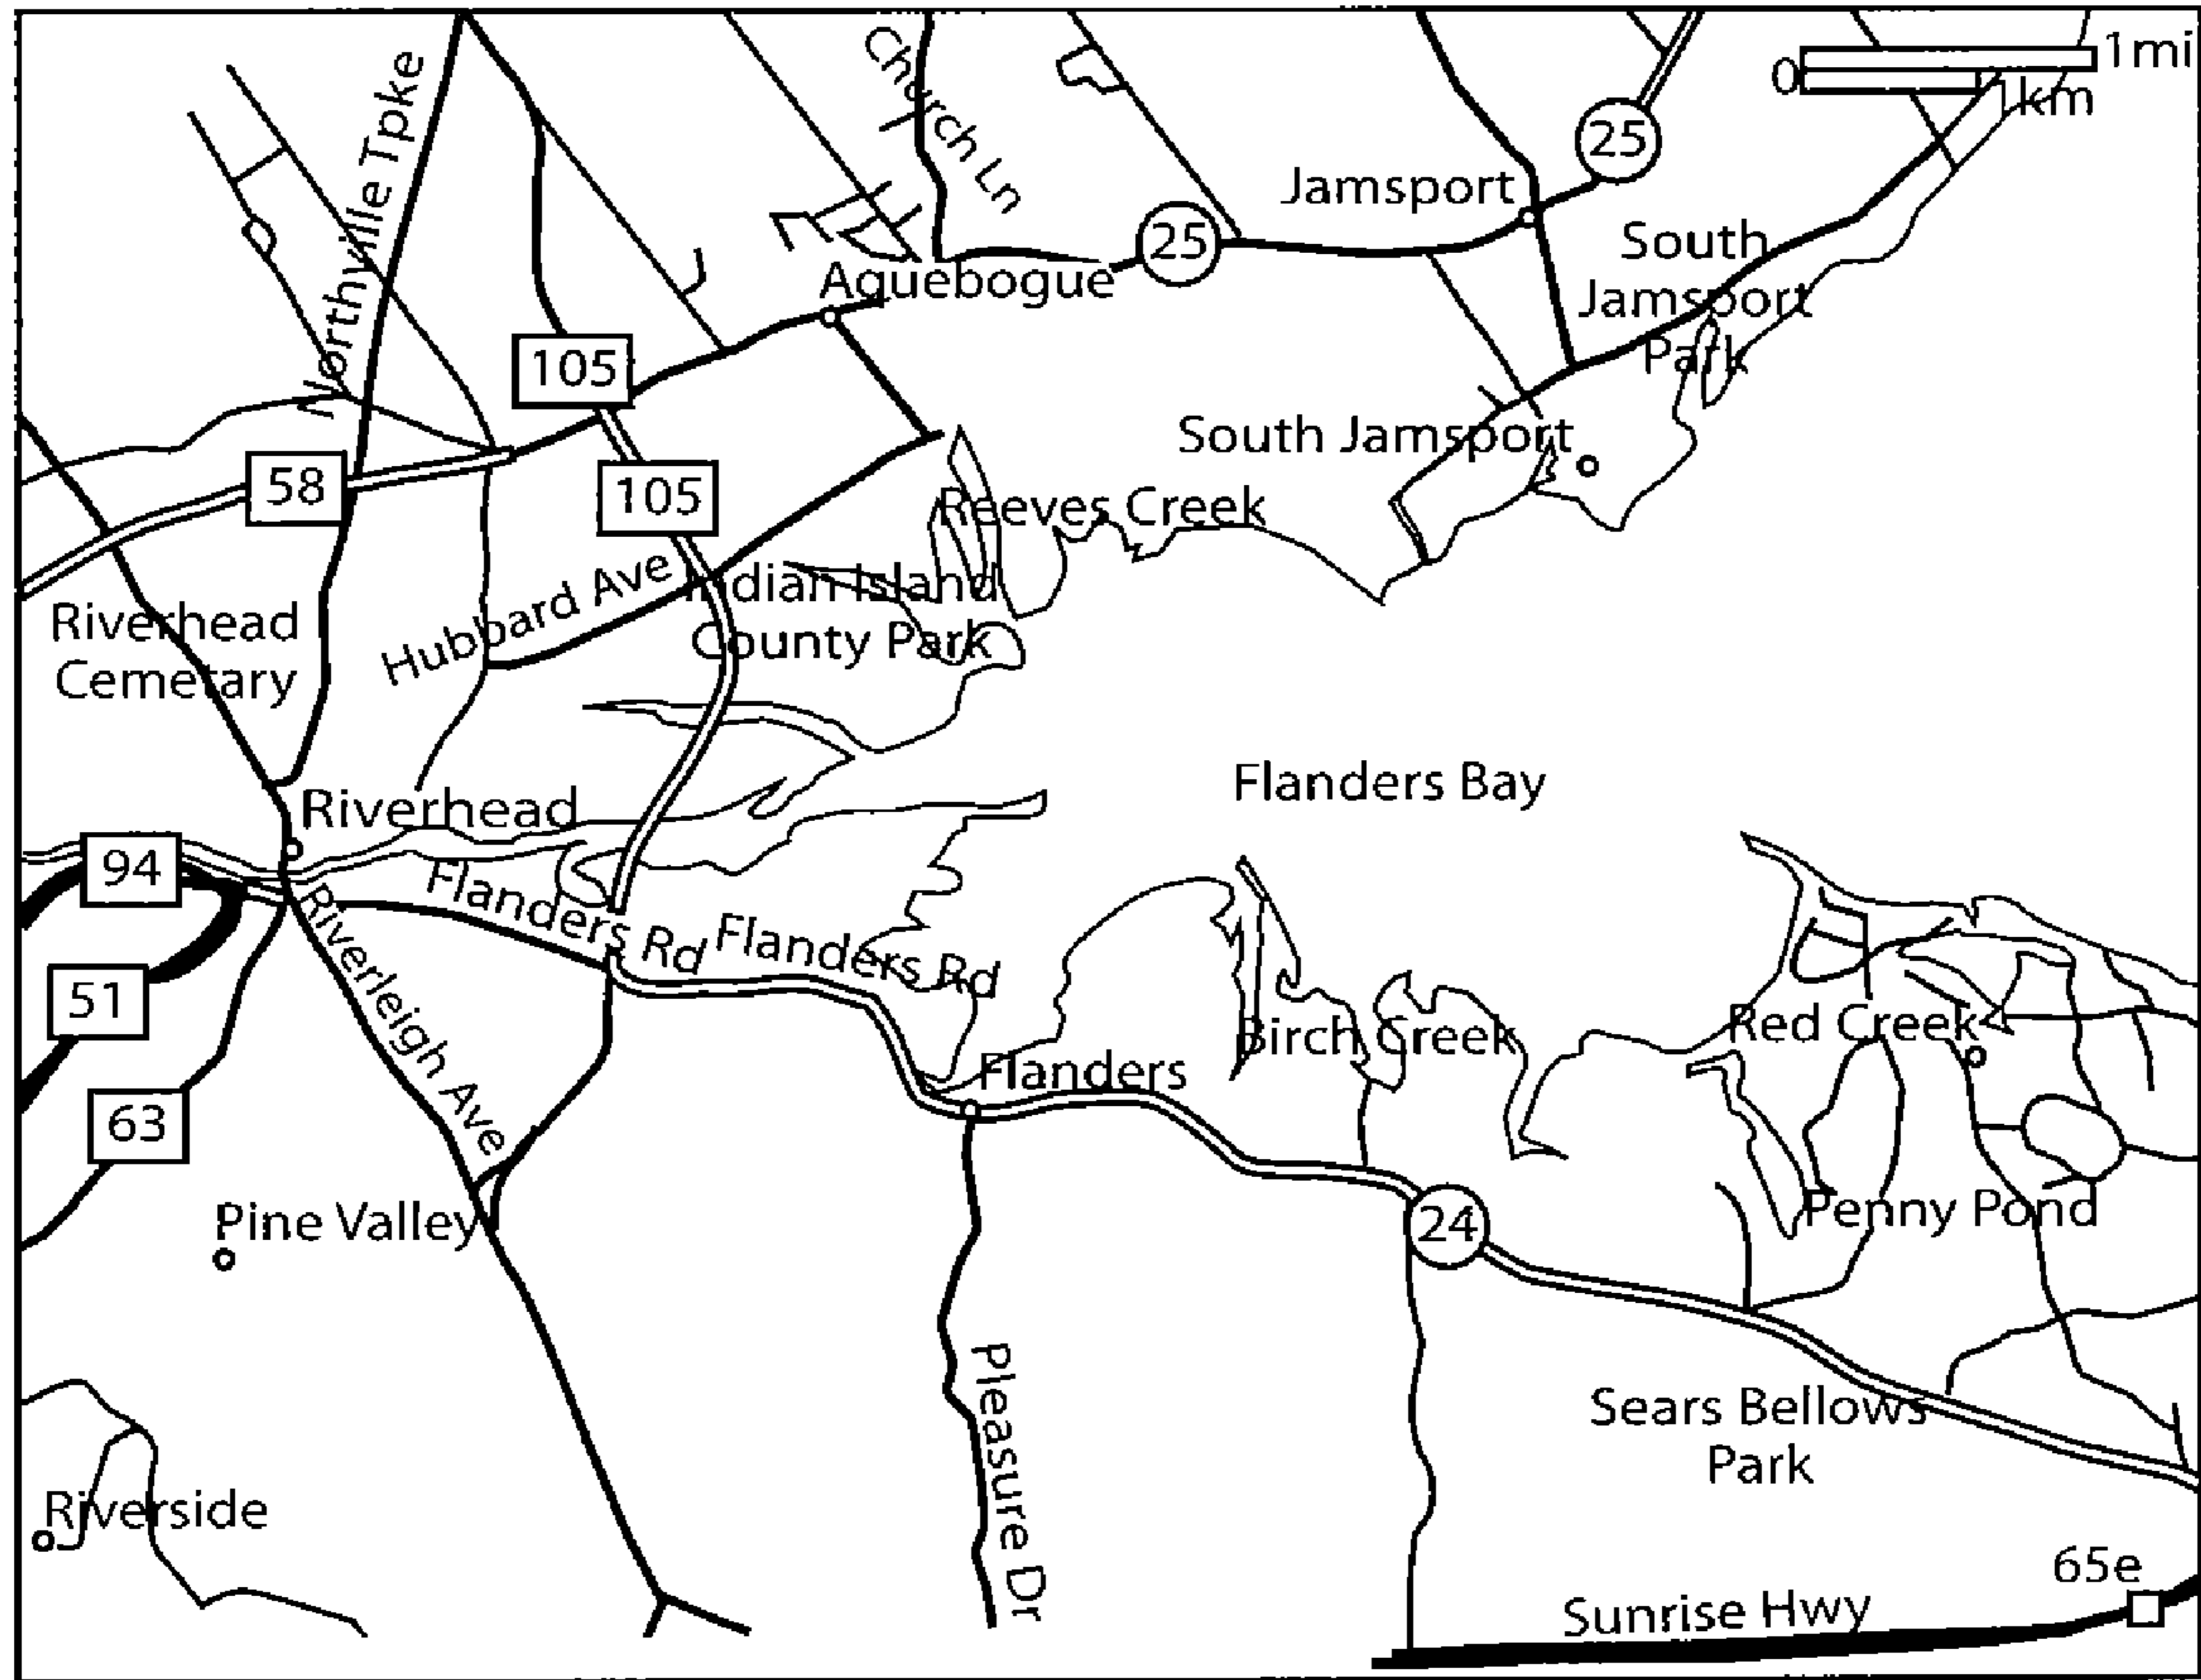 Northville Tpke
Church Ln
1mi
0
1km
25
Jamsport
25
South
Jamsport
Park
Aquebogue
105
South Jamsport
58
105
Reeves Creek
Hubbard Ave
Indian Island
County Park
Riverhead
Cemetary
Flanders Bay
Riverhead
94
Flanders Rd
Flanders Rd
Riverleigh Ave
51
Birch Creek
Red Creek
Flanders
63
Pine Valley
24
Penny Pond
Pleasure Dr
Sears Bellows
Park
Riverside
65e
Sunrise Hwy